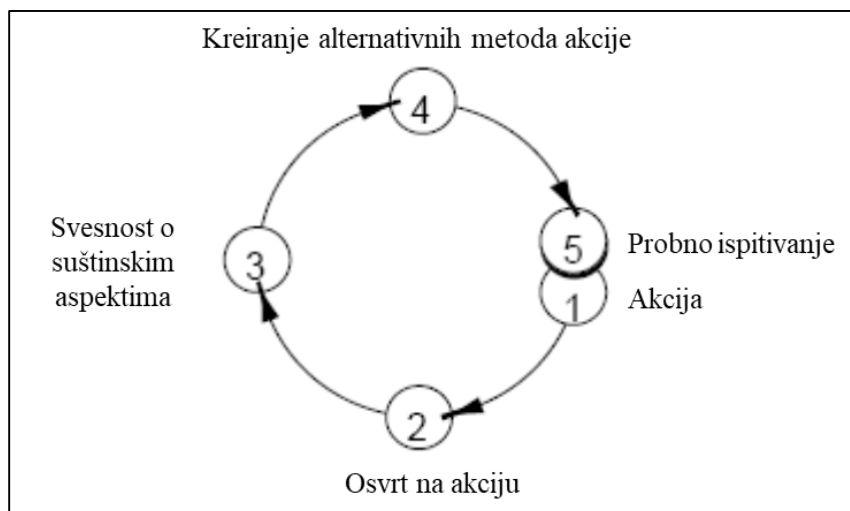 Kreiranje alternativnih metoda akcije
4
5
Probno ispitivanje
Svesnost o
suštinskim
aspektima
3
1
Akcija
2
Osvrt na akciju